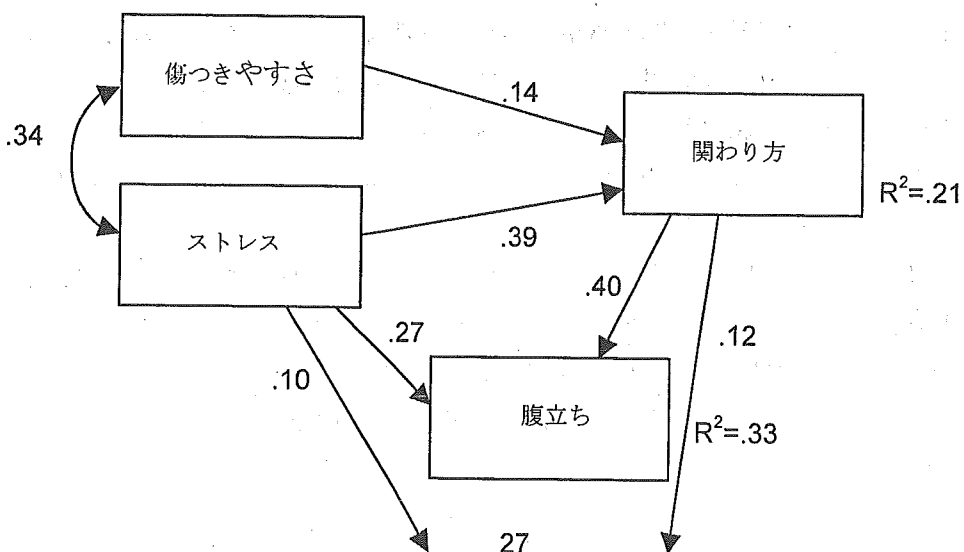 傷つきやすさ
.34
.14
関わり方
R²=.21
ストレス
.39
.40
.27
.12
.10
腹立ち
R²=.33
27